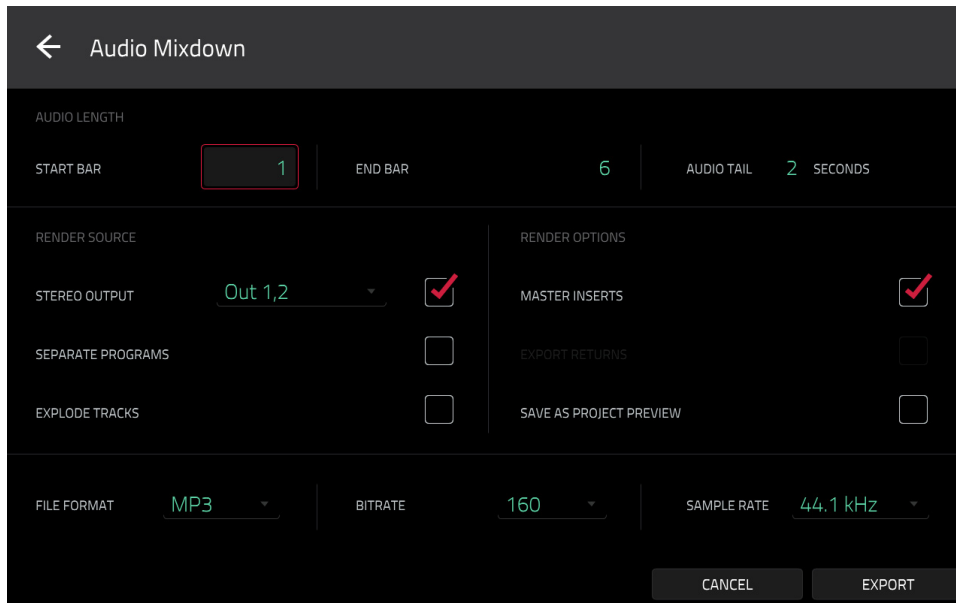 Audio Mixdown
AUDIO LENGTH
START BAR 1 END BAR 6 AUDIO TAIL 2 SECONDS
RENDER SOURCE RENDER OPTIONS
STEREO OUTPUT Out 1,2 MASTER INSERTS
SEPARATE PROGRAMS EXPORT RETURNS
EXPLODE TRACKS SAVE AS PROJECT PREVIEW
FILE FORMAT MP3 BITRATE 160 SAMPLE RATE 44.1 kHz
CANCEL EXPORT